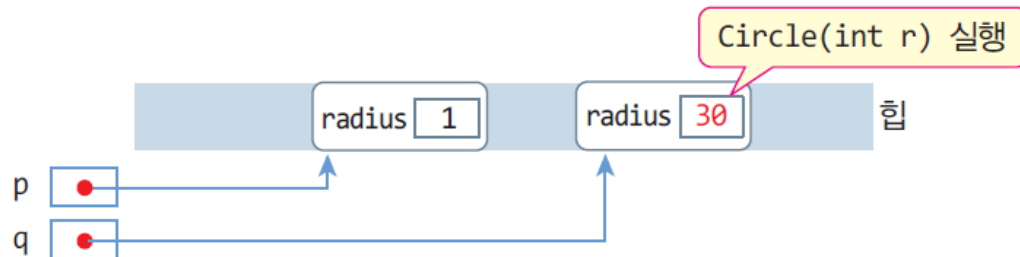 Circle(int r) 실행
radius 1
radius 30
힙
p
q